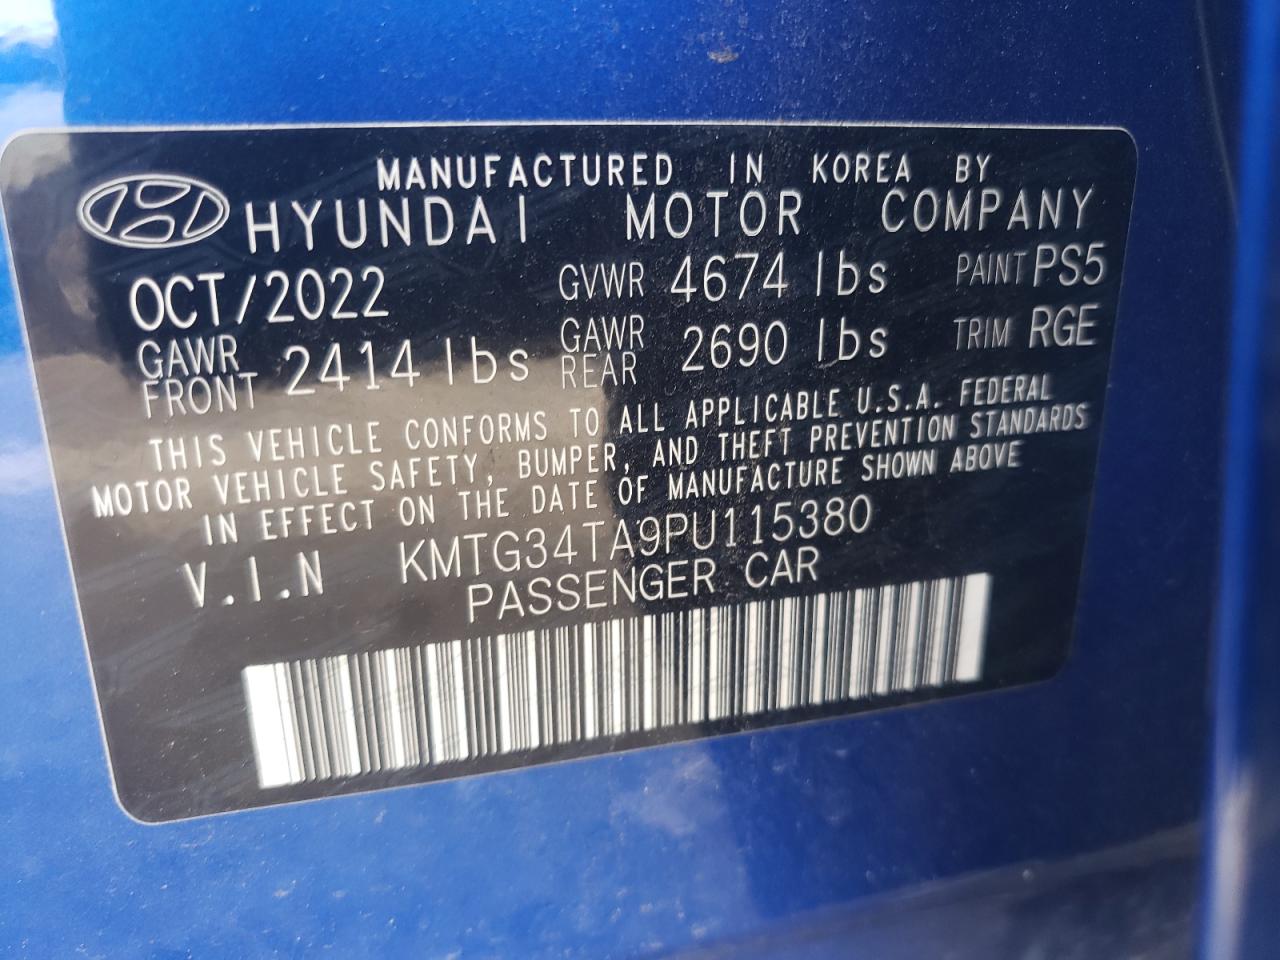 MANUFACTURED IN KOREA BY
HYUNDAI MOTOR COMPANY
OCT/2022 GVWR 4674 lbs PAINT PS5
GAWR FRONT 2414 lbs GAWR REAR 2690 lbs TRIM RGE
THIS VEHICLE CONFORMS TO ALL APPLICABLE U.S.A. FEDERAL
MOTOR VEHICLE SAFETY, BUMPER, AND THEFT PREVENTION STANDARDS
IN EFFECT ON THE DATE OF MANUFACTURE SHOWN ABOVE
V.I.N KMTG34TA9PU115380
PASSENGER CAR